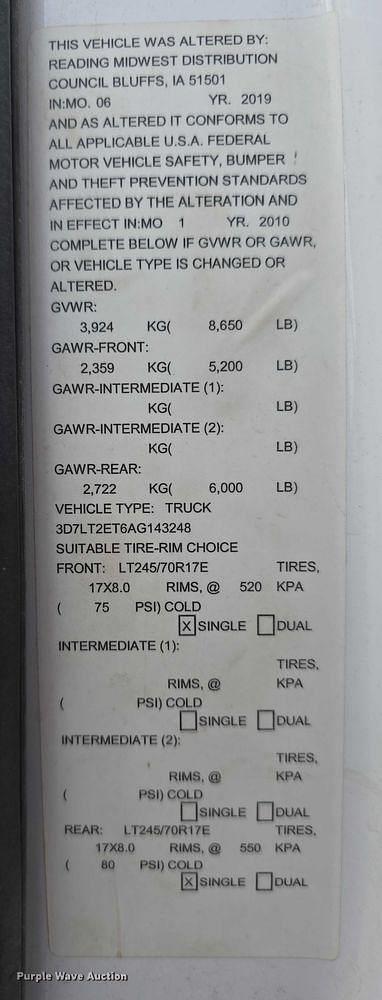 THIS VEHICLE WAS ALTERED BY:
READING MIDWEST DISTRIBUTION
COUNCIL BLUFFS, IA 51501
IN:MO. 06 YR. 2019
AND AS ALTERED IT CONFORMS TO
ALL APPLICABLE U.S.A. FEDERAL
MOTOR VEHICLE SAFETY, BUMPER
AND THEFT PREVENTION STANDARDS
AFFECTED BY THE ALTERATION AND
IN EFFECT IN:MO 1 YR. 2010
COMPLETE BELOW IF GVWR OR GAWR,
OR VEHICLE TYPE IS CHANGED OR
ALTERED.
GVWR:
3,924 KG( 8,650 LB)
GAWR-FRONT:
2,359 KG( 5,200 LB)
GAWR-INTERMEDIATE (1):
KG( LB)
GAWR-INTERMEDIATE (2):
KG( LB)
GAWR-REAR:
2,722 KG( 6,000 LB)
VEHICLE TYPE: TRUCK
3D7LT2ET6AG143248
SUITABLE TIRE-RIM CHOICE
FRONT: LT245/70R17E TIRES,
17X8.0 RIMS, @ 520 KPA
( 75 PSI) COLD
X SINGLE DUAL
INTERMEDIATE (1):
TIRES,
RIMS, @ KPA
( PSI) COLD
SINGLE DUAL
INTERMEDIATE (2):
TIRES,
RIMS, @ KPA
( PSI) COLD
SINGLE DUAL
REAR: LT245/70R17E TIRES,
17X8.0 RIMS, @ 550 KPA
( 80 PSI) COLD
X SINGLE DUAL
Purple Wave Auction